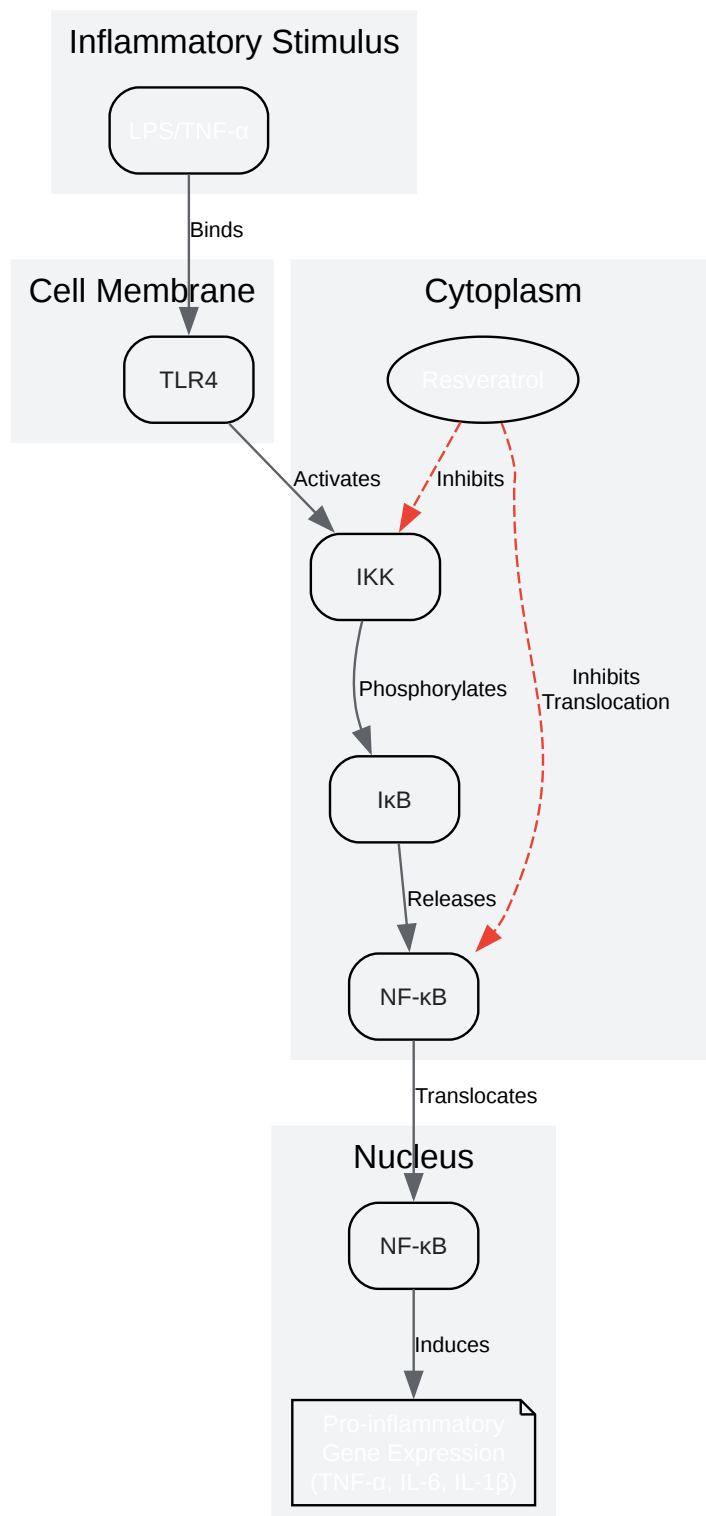 Inflammatory Stimulus
LPS/TNF-α
Binds
Cell Membrane
Cytoplasm
TLR4
Resveratrol
Activates
Inhibits
IKK
Phosphorylates
Inhibits
Translocation
IκB
Releases
NF-κB
Translocates
Nucleus
NF-κB
Induces
Pro-inflammatory
Gene Expression
(TNF-α, IL-6, IL-1β)